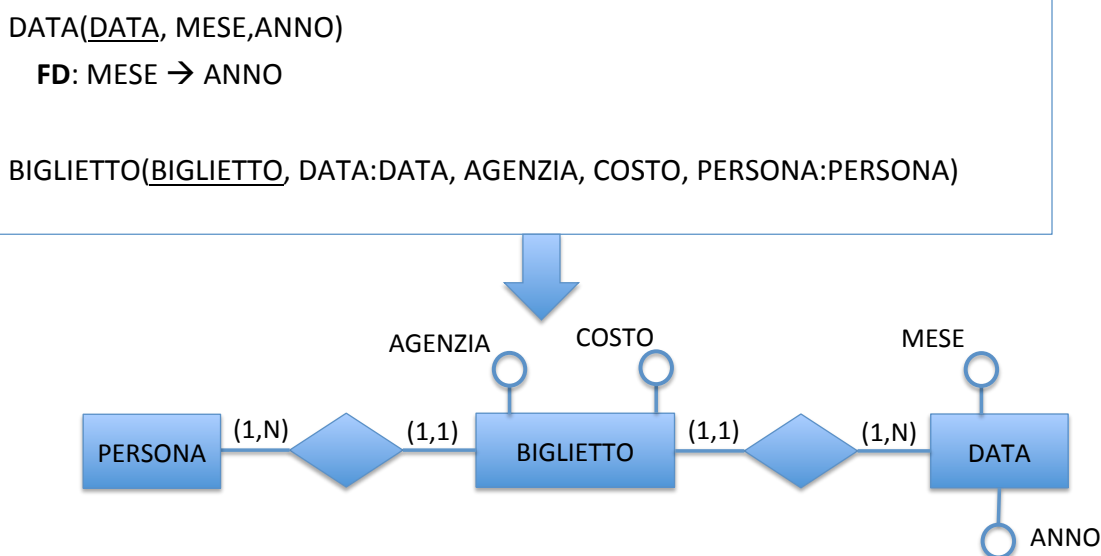 DATA(DATA, MESE,ANNO)
FD: MESE → ANNO
BIGLIETTO(BIGLIETTO, DATA:DATA, AGENZIA, COSTO, PERSONA:PERSONA)
AGENZIA
COSTO
MESE
PERSONA
(1,N)
(1,1)
BIGLIETTO
(1,1)
(1,N)
DATA
ANNO